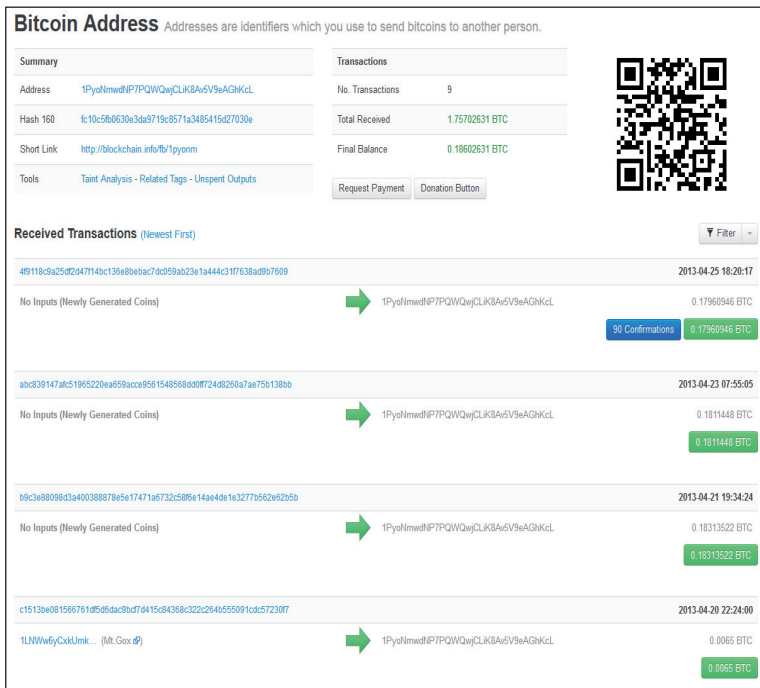 Bitcoin Address Addresses are identifiers which you use to send bitcoins to another person.
Summary
Address 1PyoNmwdNP7PQWQwjCLiK8Av5V9eAGhKcL
Hash 160 fc10c5fb0630e3da9719c8571a3485415d27030e
Short Link http://blockchain.info/fb/1pyonm
Tools Taint Analysis - Related Tags - Unspent Outputs
Transactions
No. Transactions 9
Total Received 1.75702631 BTC
Final Balance 0.18602631 BTC
Request Payment Donation Button
Received Transactions (Newest First) Filter
4f9118c9a25df2d47f14bc136e8bebac7dc059ab23e1a444c31f7638ad9b7609 2013-04-25 18:20:17
No Inputs (Newly Generated Coins) 1PyoNmwdNP7PQWQwjCLiK8Av5V9eAGhKcL 0.17960946 BTC
90 Confirmations 0.17960946 BTC
abc839147afc51965220ea659acce9561548568dd0ff724d8260a7ae75b138bb 2013-04-23 07:55:05
No Inputs (Newly Generated Coins) 1PyoNmwdNP7PQWQwjCLiK8Av5V9eAGhKcL 0.1811448 BTC
0.1811448 BTC
b9c3e88098d3a400388878e5e17471a6732c58f6e14ae4de1e3277b562e62b5b 2013-04-21 19:34:24
No Inputs (Newly Generated Coins) 1PyoNmwdNP7PQWQwjCLiK8Av5V9eAGhKcL 0.18313522 BTC
0.18313522 BTC
c1513be081566761df5d6dac9bcf7d415c84368c322c264b555091cdc57230f7 2013-04-20 22:24:00
1LNWw6yCxkUmk... (Mt.Gox) 1PyoNmwdNP7PQWQwjCLiK8Av5V9eAGhKcL 0.0065 BTC
0.0065 BTC